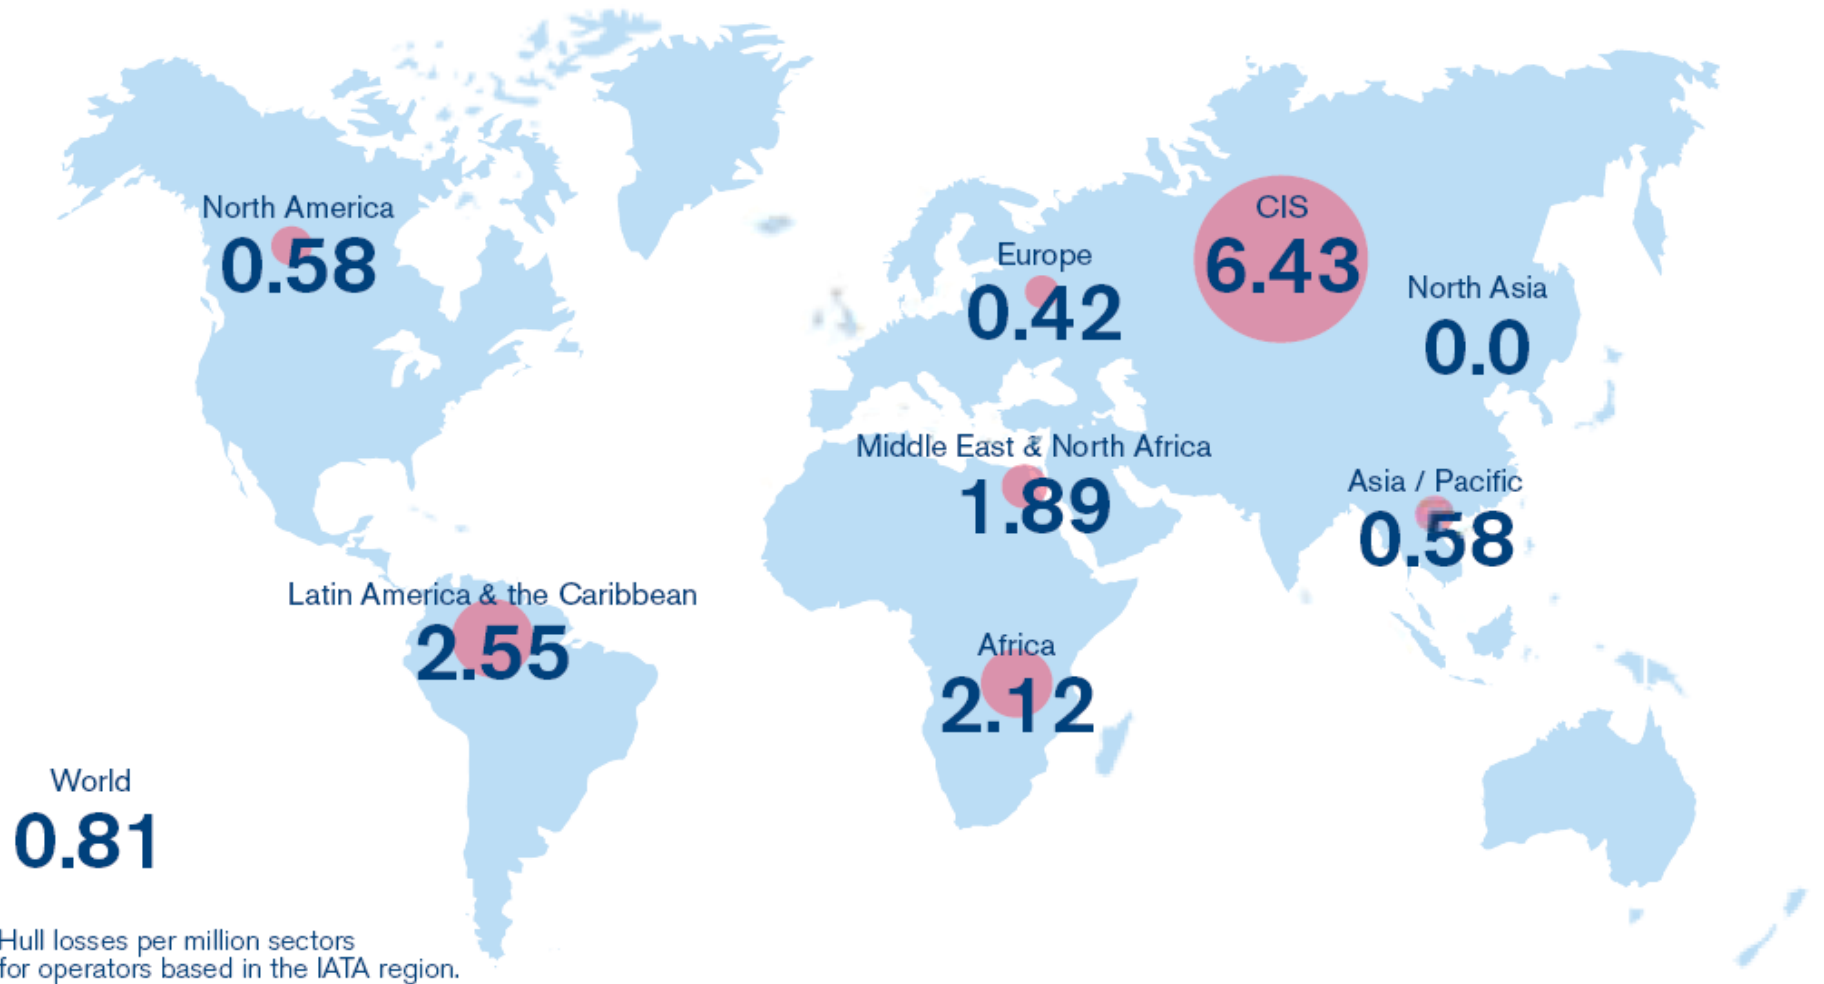 North America
0.58
CIS
6.43
Europe
0.42
North Asia
0.0
Middle East & North Africa
1.89
Asia / Pacific
0.58
Latin America & the Caribbean
2.55
Africa
2.12
World
0.81
Hull losses per million sectors
for operators based in the IATA region.